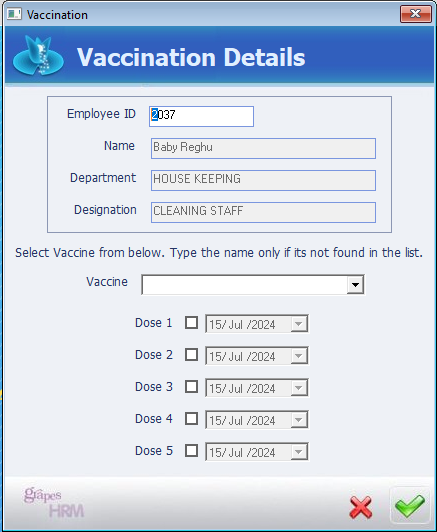 Vaccination
Vaccination Details
Employee ID 2037
Name Baby Reghu
Department HOUSE KEEPING
Designation CLEANING STAFF
Select Vaccine from below. Type the name only if its not found in the list.
Vaccine
Dose 1 15/ Jul /2024
Dose 2 15/ Jul /2024
Dose 3 15/ Jul /2024
Dose 4 15/ Jul /2024
Dose 5 15/ Jul /2024
grapes
HRM